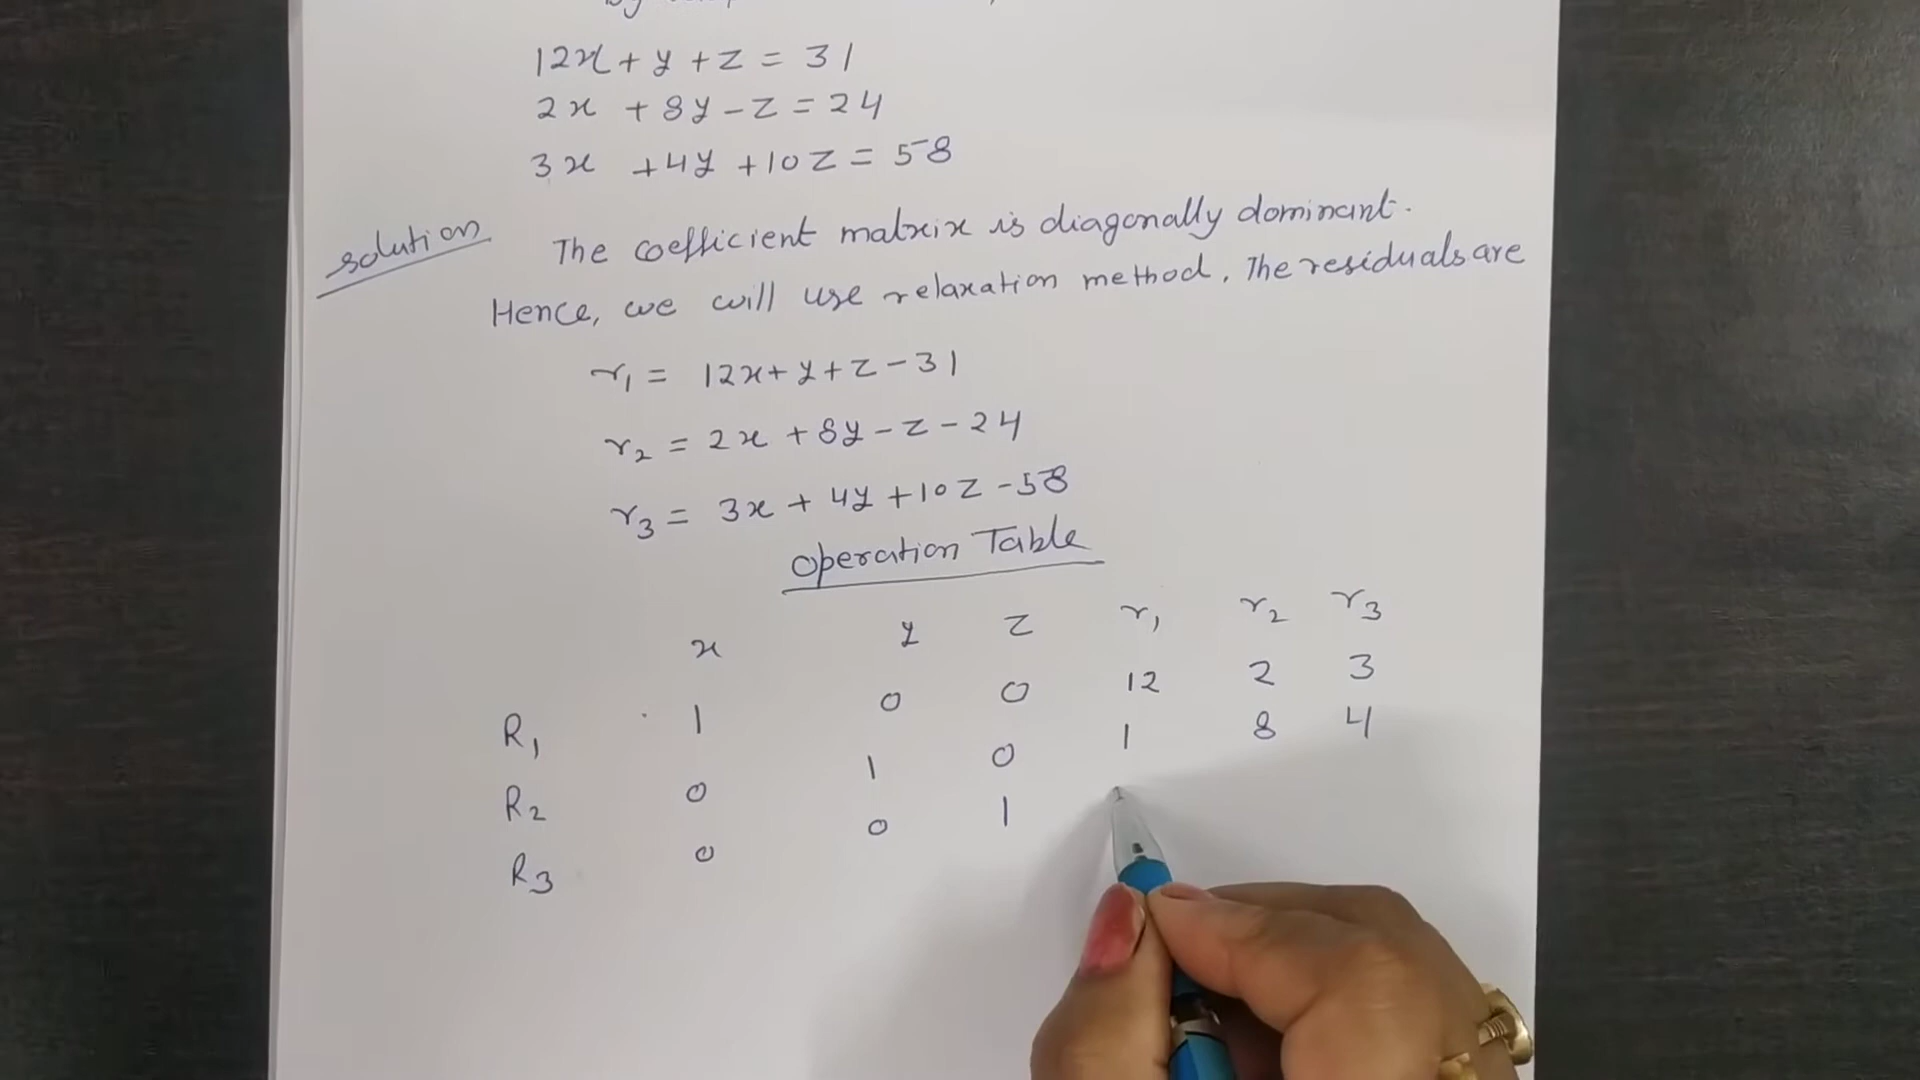 By
12x + y + z = 31
2x + 8y - z = 24
3x + 4y + 10z = 58
solution The coefficient matrix is diagonally dominant.
Hence, we will use relaxation method. The residuals are
r₁ = 12x + y + z - 31
r₂ = 2x + 8y - z - 24
r₃ = 3x + 4y + 10z - 58
Operation Table
x y z r₁ r₂ r₃
R₁ 1 0 0 12 2 3
R₂ 0 1 0 1 8 4
R₃ 0 0 1